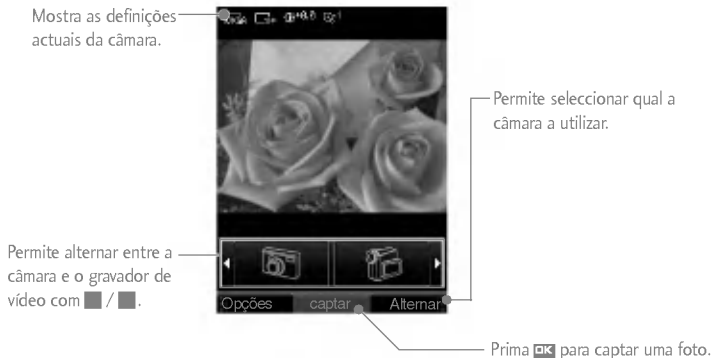 Mostra as definições
actuais da câmara.
Permite seleccionar qual a
câmara a utilizar.
Permite alternar entre a
câmara e o gravador de
vídeo com / .
Opções captar Alternar
Prima OK para captar uma foto.